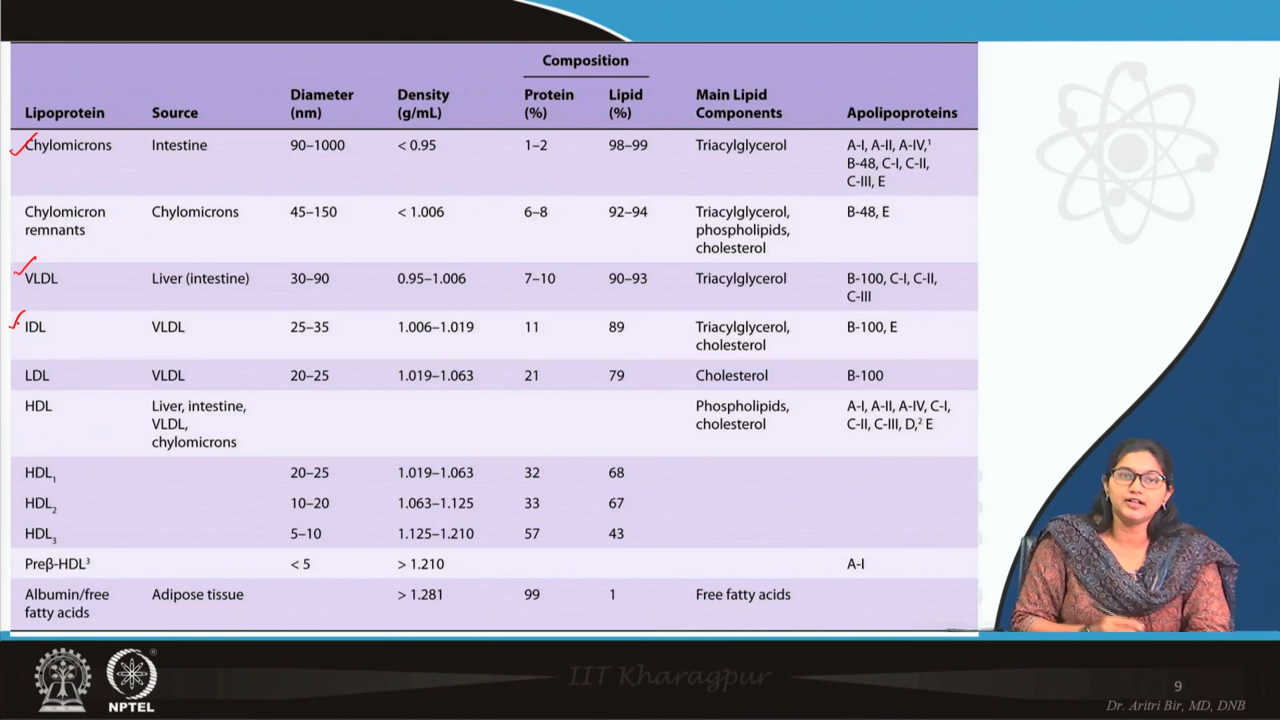 Composition
Lipoprotein Source Diameter (nm) Density (g/mL) Protein (%) Lipid (%) Main Lipid Components Apolipoproteins
Chylomicrons Intestine 90–1000 < 0.95 1–2 98–99 Triacylglycerol A-I, A-II, A-IV,¹ B-48, C-I, C-II, C-III, E
Chylomicron remnants Chylomicrons 45–150 < 1.006 6–8 92–94 Triacylglycerol, phospholipids, cholesterol B-48, E
VLDL Liver (intestine) 30–90 0.95–1.006 7–10 90–93 Triacylglycerol B-100, C-I, C-II, C-III
IDL VLDL 25–35 1.006–1.019 11 89 Triacylglycerol, cholesterol B-100, E
LDL VLDL 20–25 1.019–1.063 21 79 Cholesterol B-100
HDL Liver, intestine, VLDL, chylomicrons Phospholipids, cholesterol A-I, A-II, A-IV, C-I, C-II, C-III, D,² E
HDL₁ 20–25 1.019–1.063 32 68
HDL₂ 10–20 1.063–1.125 33 67
HDL₃ 5–10 1.125–1.210 57 43
Preβ-HDL³ < 5 > 1.210 A-I
Albumin/free fatty acids Adipose tissue > 1.281 99 1 Free fatty acids
IIT Kharagpur
9
NPTEL
®
Dr. Aritri Bir, MD, DNB